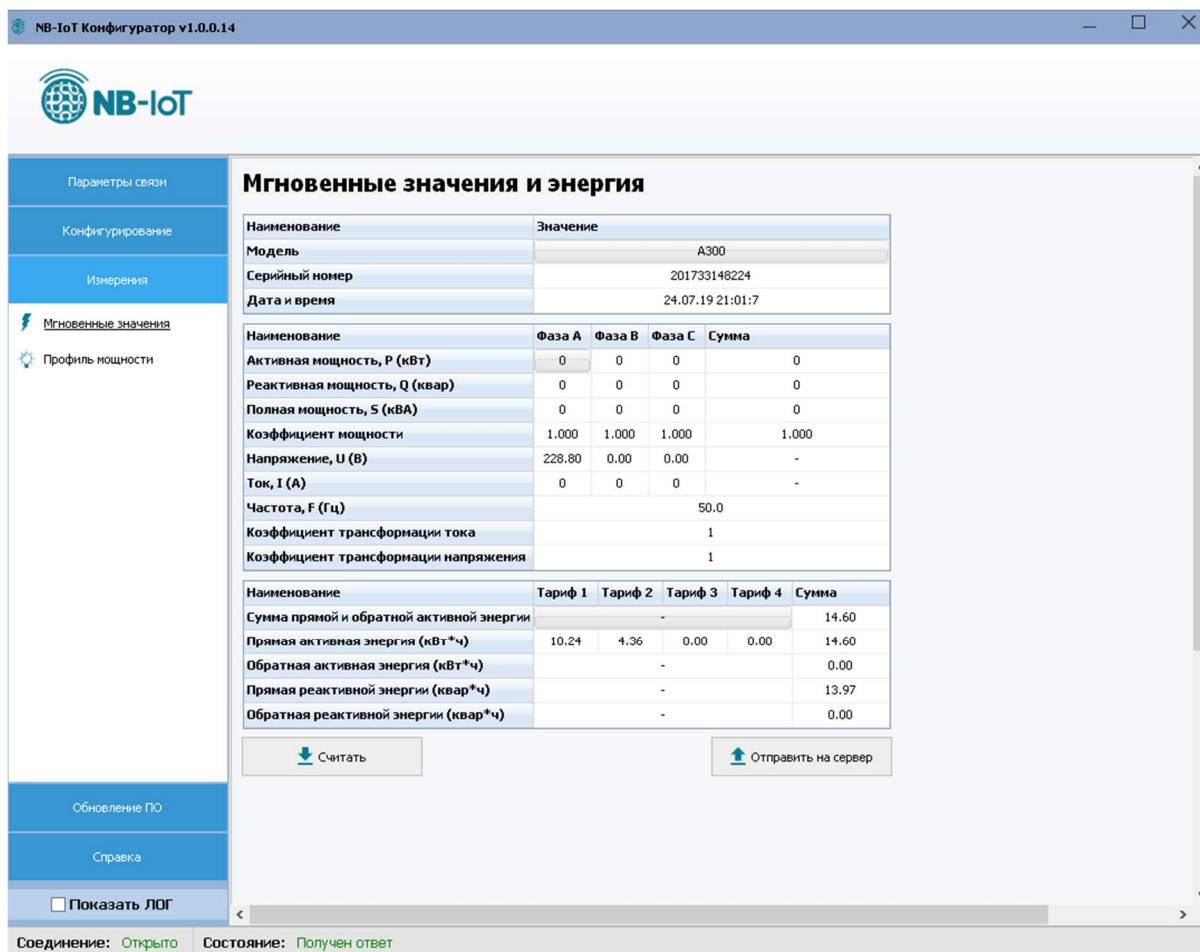 NB-IoT Конфигуратор v1.0.0.14
NB-IoT
Параметры связи
Конфигурирование
Измерения
Мгновенные значения
Профиль мощности
Обновление ПО
Справка
Показать ЛОГ
Мгновенные значения и энергия
Наименование Значение
Модель A300
Серийный номер 201733148224
Дата и время 24.07.19 21:01:7
Наименование Фаза A Фаза B Фаза C Сумма
Активная мощность, P (кВт) 0 0 0 0
Реактивная мощность, Q (квар) 0 0 0 0
Полная мощность, S (кВА) 0 0 0 0
Коэффициент мощности 1.000 1.000 1.000 1.000
Напряжение, U (В) 228.80 0.00 0.00 -
Ток, I (А) 0 0 0 -
Частота, F (Гц) 50.0
Коэффициент трансформации тока 1
Коэффициент трансформации напряжения 1
Наименование Тариф 1 Тариф 2 Тариф 3 Тариф 4 Сумма
Сумма прямой и обратной активной энергии - 14.60
Прямая активная энергия (кВт*ч) 10.24 4.36 0.00 0.00 14.60
Обратная активная энергия (кВт*ч) - 0.00
Прямая реактивной энергии (квар*ч) - 13.97
Обратная реактивной энергии (квар*ч) - 0.00
Считать Отправить на сервер
Соединение: Открыто Состояние: Получен ответ